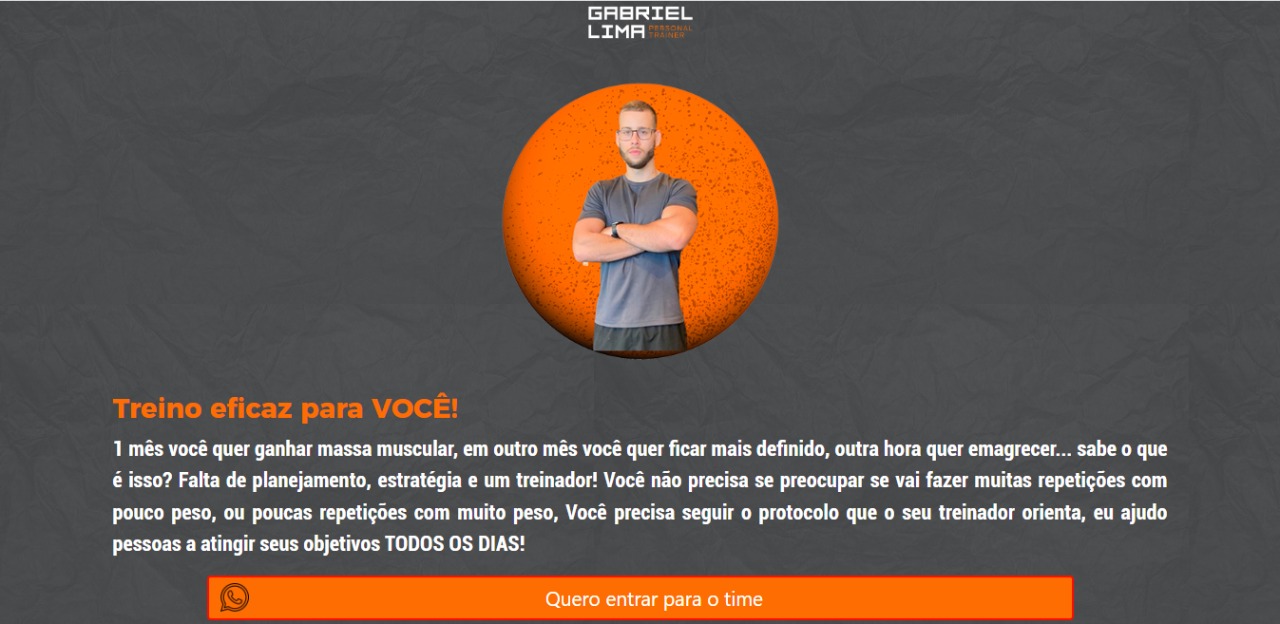 GABRIEL
LIMA PERSONAL
TRAINER
Treino eficaz para VOCÊ!
1 mês você quer ganhar massa muscular, em outro mês você quer ficar mais definido, outra hora quer emagrecer... sabe o que
é isso? Falta de planejamento, estratégia e um treinador! Você não precisa se preocupar se vai fazer muitas repetições com
pouco peso, ou poucas repetições com muito peso, Você precisa seguir o protocolo que o seu treinador orienta, eu ajudo
pessoas a atingir seus objetivos TODOS OS DIAS!
Quero entrar para o time